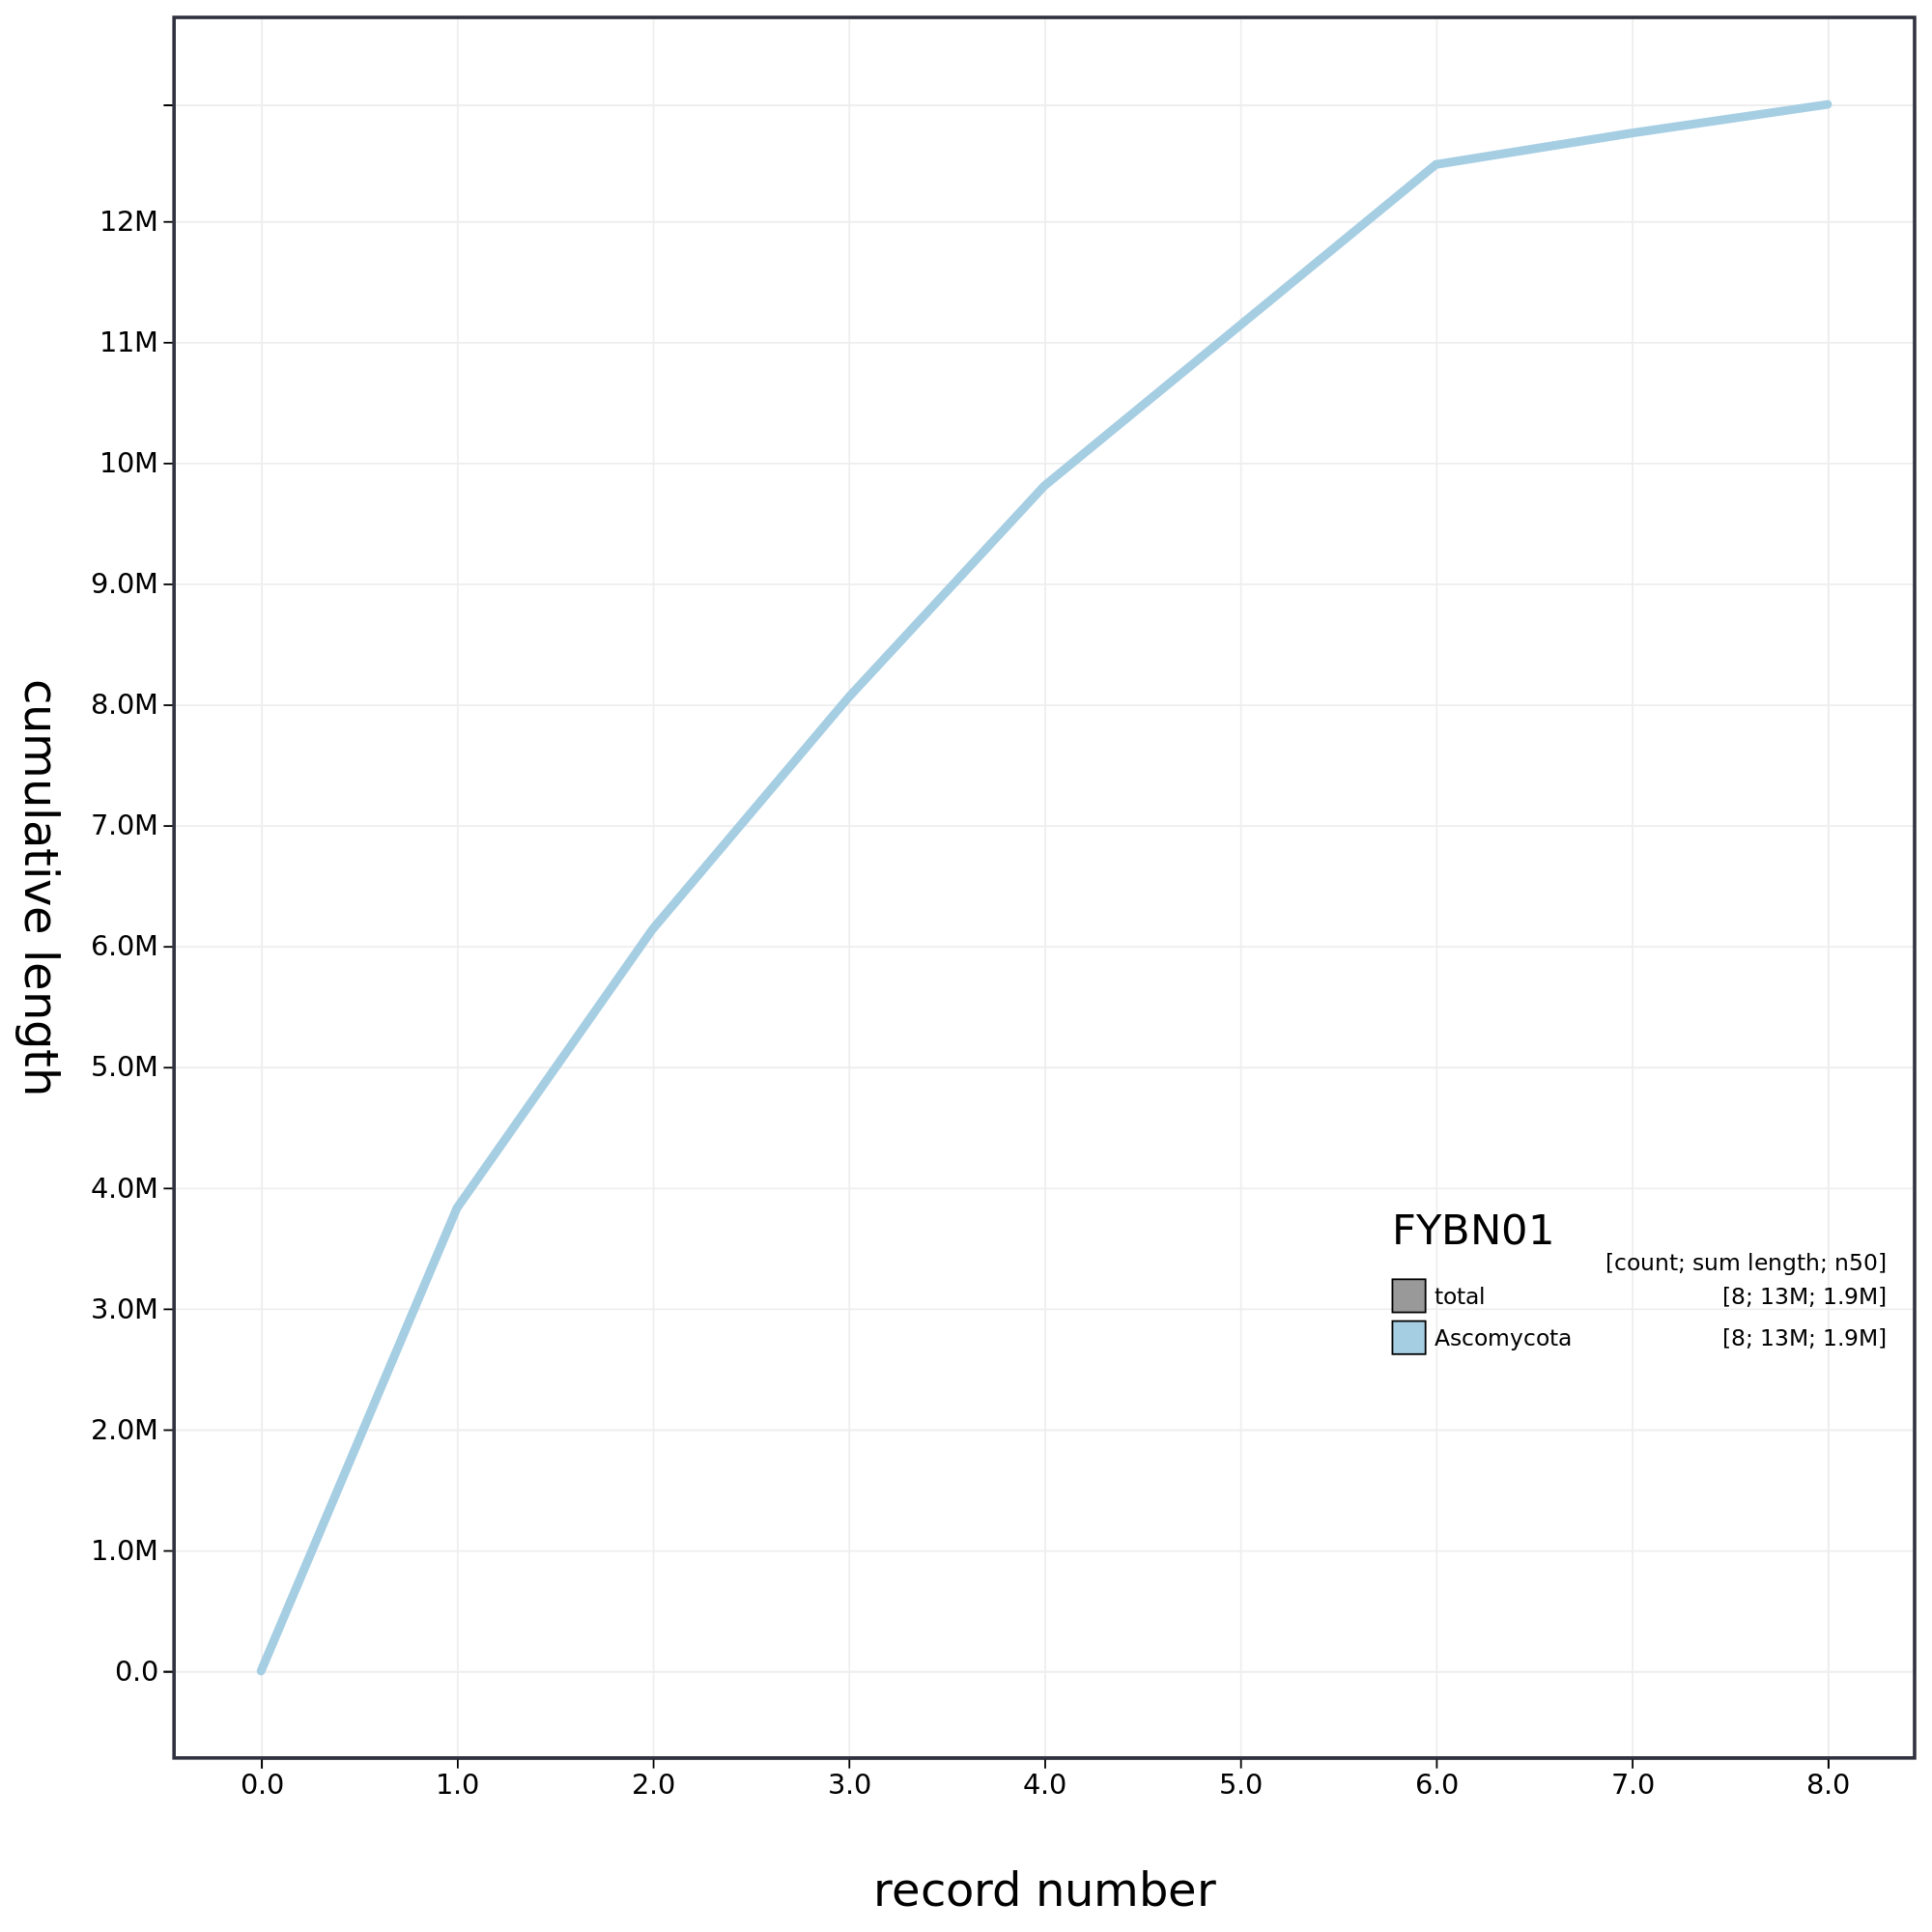 cumulative length
12M
11M
10M
9.0M
8.0M
7.0M
6.0M
5.0M
4.0M
3.0M
2.0M
1.0M
0.0
FYBN01
[count; sum length; n50]
total [8; 13M; 1.9M]
Ascomycota [8; 13M; 1.9M]
0.0 1.0 2.0 3.0 4.0 5.0 6.0 7.0 8.0
record number